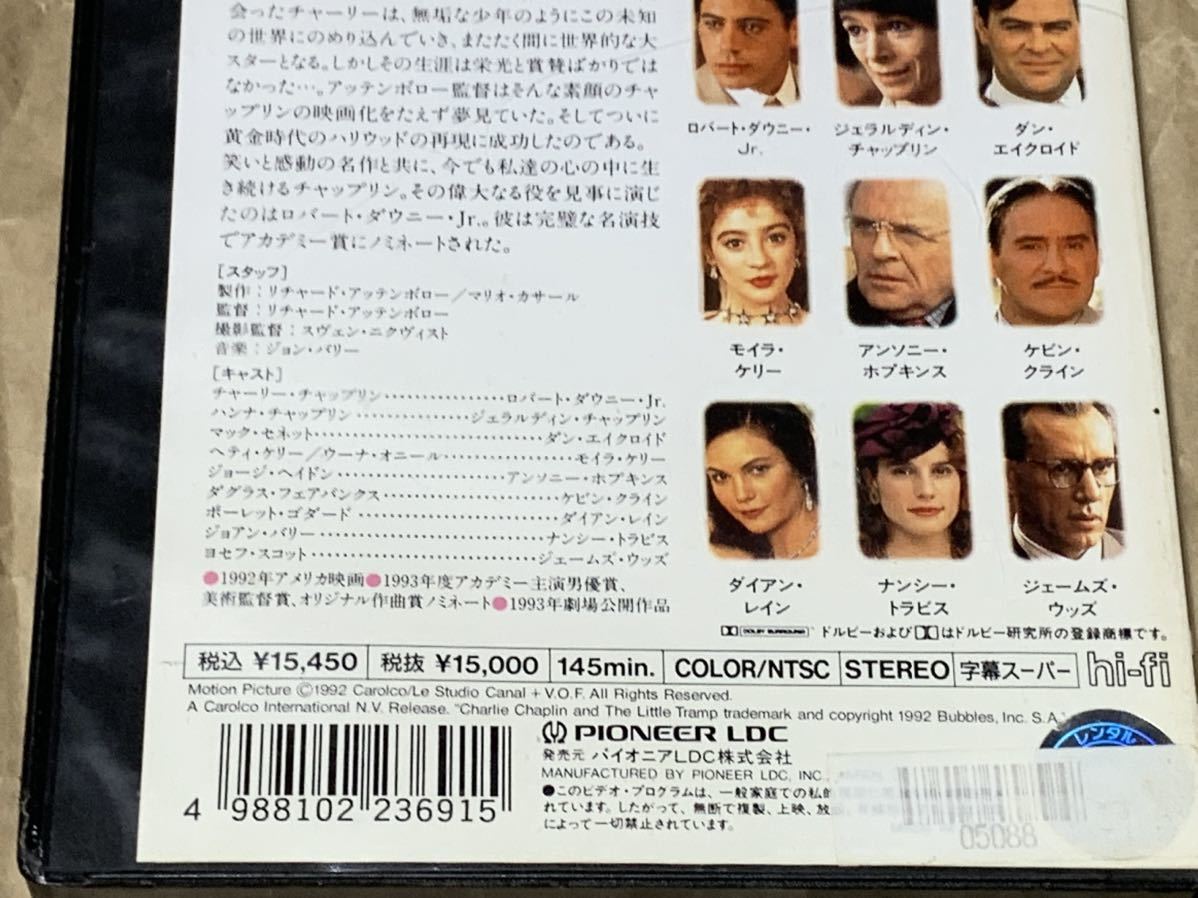 会ったチャーリーは、無垢な少年のようにこの未知
の世界にのめり込んでいき、またたく間に世界的な大
スターとなる。しかしその生涯は栄光と賞賛ばかりでは
なかった…。アッテンボロー監督はそんな素顔のチャ
ップリンの映画化をたえず夢見ていた。そしてついに
黄金時代のハリウッドの再現に成功したのである。
笑いと感動の名作と共に、今でも私達の心の中に生
き続けるチャップリン。その偉大なる役を見事に演じ
たのはロバート・ダウニー・Jr.。彼は完璧な名演技
でアカデミー賞にノミネートされた。
[スタッフ]
製作：リチャード・アッテンボロー／マリオ・カサール
監督：リチャード・アッテンボロー
撮影監督：スヴェン・ニクヴィスト
音楽：ジョン・バリー
[キャスト]
チャーリー・チャップリン………………ロバート・ダウニー・Jr.
ハンナ・チャップリン………………ジェラルディン・チャップリン
マック・セネット………………………………ダン・エイクロイド
ヘティ・ケリー／ウーナ・オニール………………モイラ・ケリー
ジョージ・ヘイドン………………………アンソニー・ホプキンス
ダグラス・フェアバンクス………………………ケビン・クライン
ポーレット・ゴダード……………………………ダイアン・レイン
ジョアン・バリー………………………………ナンシー・トラビス
ヨセフ・スコット………………………………ジェームズ・ウッズ
●1992年アメリカ映画●1993年度アカデミー主演男優賞、
美術監督賞、オリジナル作曲賞ノミネート●1993年劇場公開作品
ロバート・ダウニー・
Jr.
ジェラルディン・
チャップリン
ダン・
エイクロイド
モイラ・
ケリー
アンソニー・
ホプキンス
ケビン・
クライン
ダイアン・
レイン
ナンシー・
トラビス
ジェームズ・
ウッズ
DOLBY SURROUND ドルビーおよびはドルビー研究所の登録商標です。
税込 ¥15,450 税抜 ¥15,000 145min. COLOR/NTSC STEREO 字幕スーパー hi-fi
Motion Picture ©1992 Carolco/Le Studio Canal + V.O.F. All Rights Reserved.
A Carolco International N.V. Release. "Charlie Chaplin and The Little Tramp trademark and copyright 1992 Bubbles, Inc. S.A."
PIONEER LDC
発売元 パイオニアLDC株式会社
MANUFACTURED BY PIONEER LDC, INC.
●このビデオ・プログラムは、一般家庭での私的
れています。したがって、無断で複製、上映、放
によって一切禁止されています。
4 988102 236915
レンタル
05088